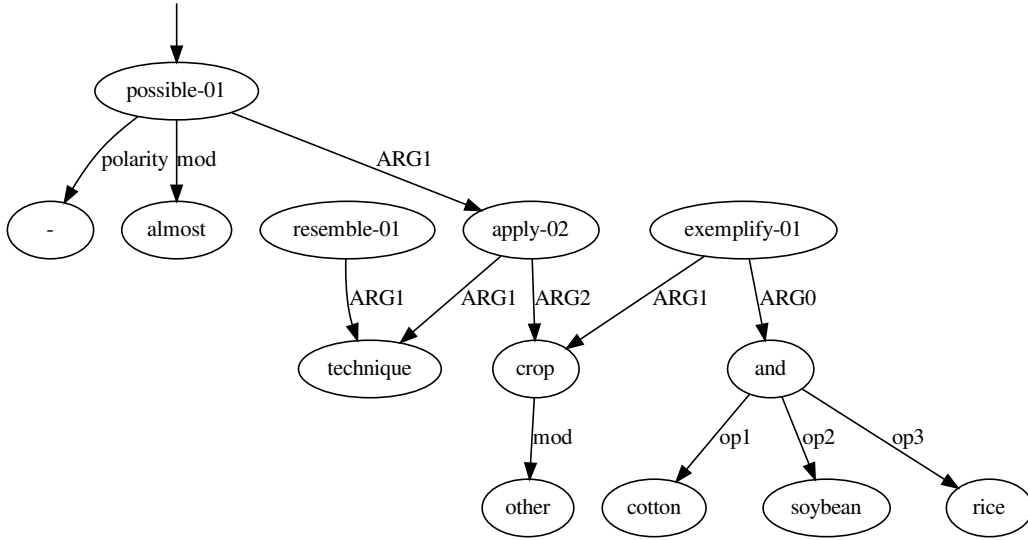 possible-01
polarity
mod
ARG1
-
almost
resemble-01
apply-02
exemplify-01
ARG1
ARG1
ARG2
ARG1
ARG0
technique
crop
and
mod
op1
op2
op3
other
cotton
soybean
rice